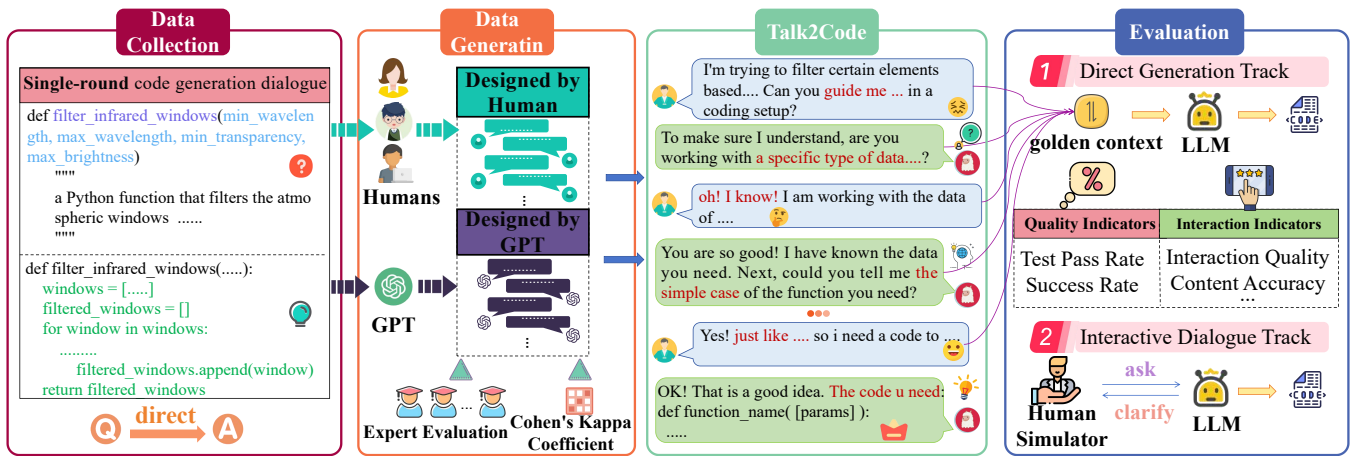 Data
Collection
Single-round code generation dialogue
def filter_infrared_windows(min_wavelen
gth, max_wavelength, min_transparency,
max_brightness)
"""
a Python function that filters the atmo
spheric windows ......
"""
def filter_infrared_windows(.....):
windows = [.....]
filtered_windows = []
for window in windows:
.........
filtered_windows.append(window)
return filtered_windows
Q direct A
Data
Generatin
Humans
GPT
Designed by
Human
Designed by
GPT
Expert Evaluation
Cohen's Kappa
Coefficient
Talk2Code
I'm trying to filter certain elements
based.... Can you guide me ... in a
coding setup?
To make sure I understand, are you
working with a specific type of data....?
oh! I know! I am working with the data
of ....
You are so good! I have known the data
you need. Next, could you tell me the
simple case of the function you need?
Yes! just like .... so i need a code to ....
OK! That is a good idea. The code u need:
def function_name( [params] ):
.....
Evaluation
1 Direct Generation Track
golden context
LLM
CODE
Quality Indicators
Interaction Indicators
Test Pass Rate
Success Rate
Interaction Quality
Content Accuracy
...
2 Interactive Dialogue Track
Human
Simulator
ask
clarify
LLM
CODE